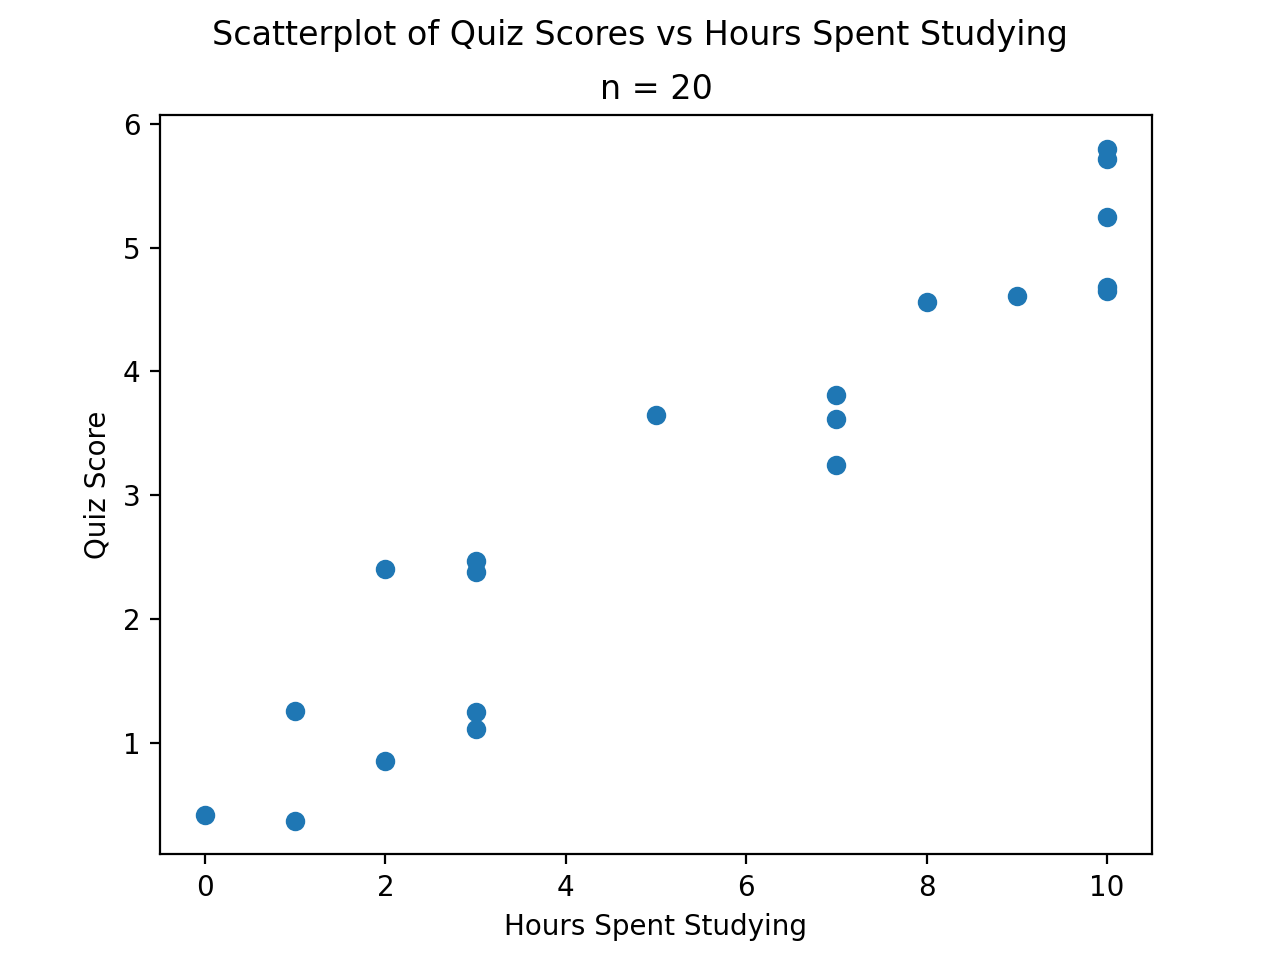 Scatterplot of Quiz Scores vs Hours Spent Studying
n = 20
6
5
4
3
2
1
Quiz Score
0 2 4 6 8 10
Hours Spent Studying